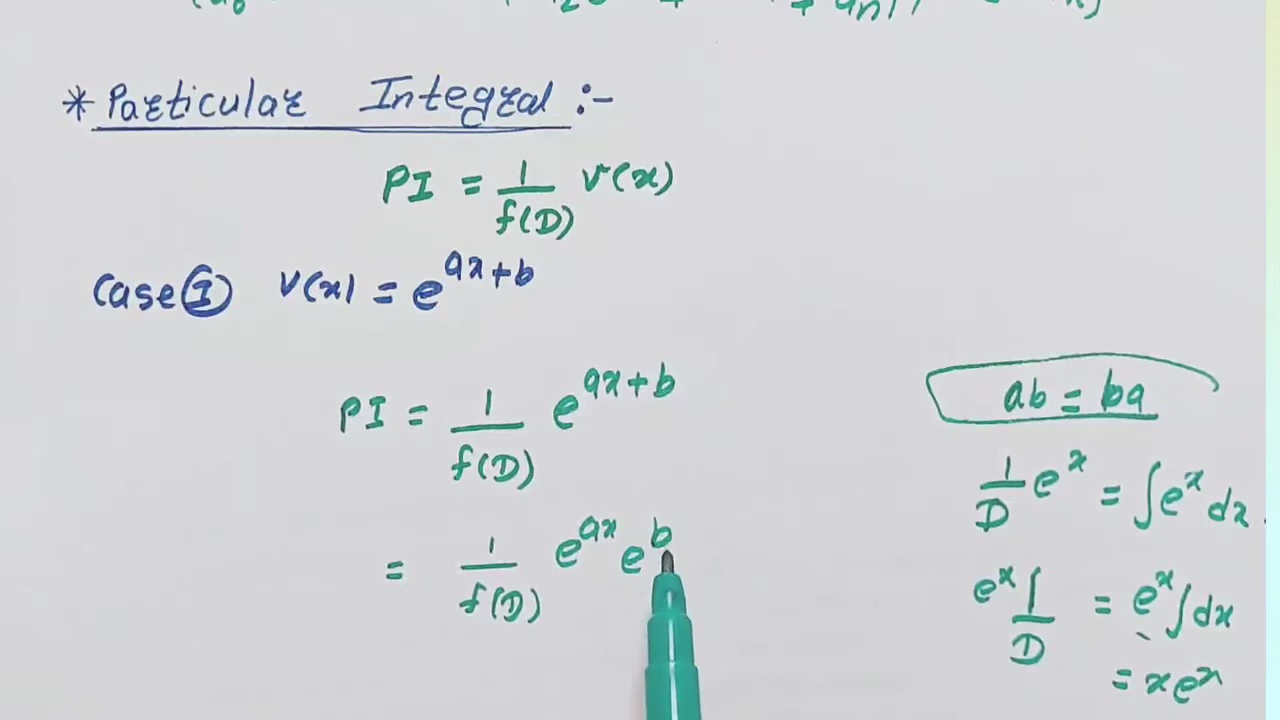 * Particular Integral :-
PI = 1/f(D) v(x)
Case (I) v(x) = e^(ax+b)
PI = 1/f(D) e^(ax+b)
= 1/f(D) e^(ax) e^b
ab = ba
1/D e^x = ∫e^x dx
e^x 1/D = e^x ∫dx
= xe^x